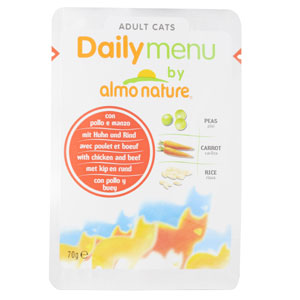 ADULT CATS
Daily menu
by
almo nature®
con
pollo e manzo
mit Huhn und Rind
avec poulet et boeuf
with chicken and beef
met kip en rund
con pollo y
buey
PEAS
CARROT
RICE
70g e